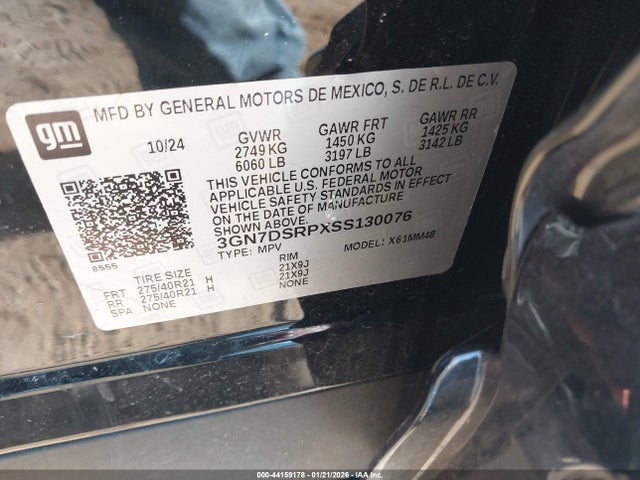 gm
MFD BY GENERAL MOTORS DE MEXICO, S. DE R.L. DE C.V.
10/24 GVWR GAWR FRT GAWR RR
2749 KG 1450 KG 1425 KG
6060 LB 3197 LB 3142 LB
THIS VEHICLE CONFORMS TO ALL
APPLICABLE U.S. FEDERAL MOTOR
VEHICLE SAFETY STANDARDS IN EFFECT
ON THE DATE OF MANUFACTURE
3GN7DSRPXSS130076
8555 TYPE: MPV MODEL: X61MM48
TIRE SIZE RIM
FRT 275/40R21 H 21X9J
RR 275/40R21 H 21X9J
SPA NONE NONE
000-44159178 - 01/21/2026 - IAA Inc.